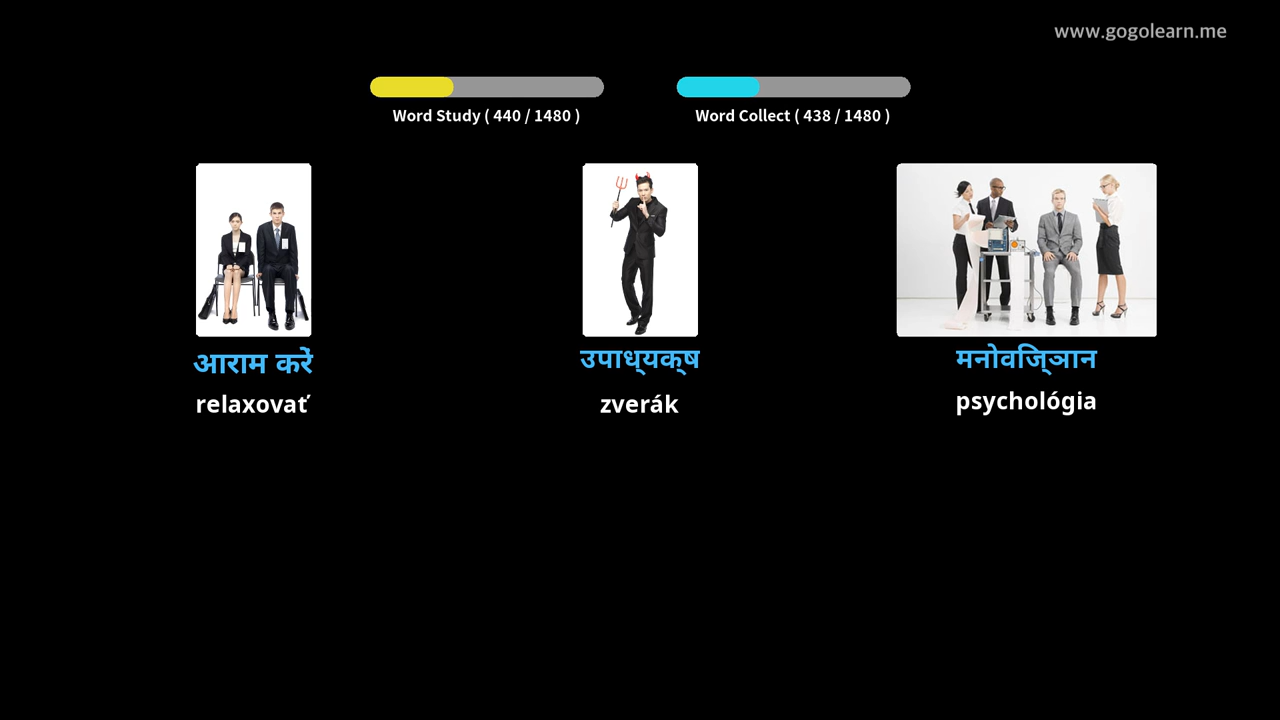 www.gogolearn.me
Word Study ( 440 / 1480 )
Word Collect ( 438 / 1480 )
आराम करें
उपाध्यक्ष
मनोविज्ञान
relaxovať
zverák
psychológia